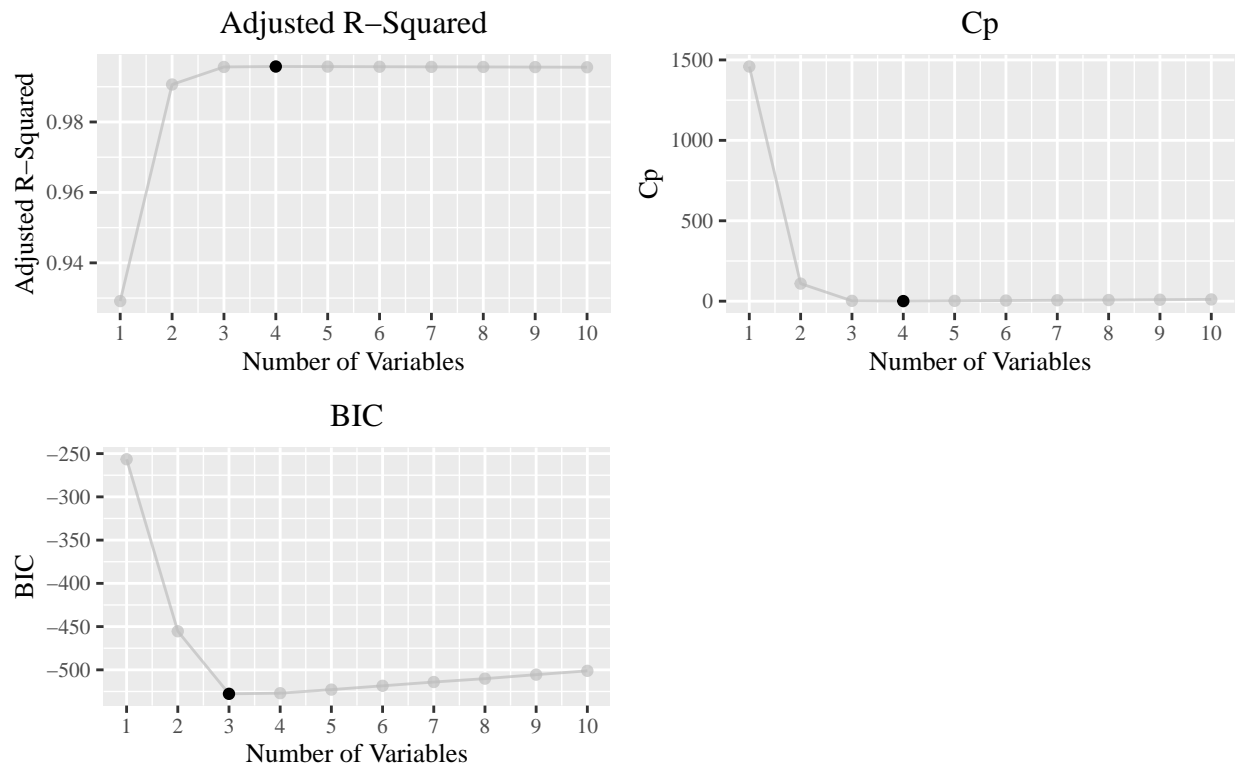 Adjusted R−Squared
Adjusted R−Squared
0.98
0.96
0.94
1 2 3 4 5 6 7 8 9 10
Number of Variables
Cp
Cp
1500
1000
500
0
1 2 3 4 5 6 7 8 9 10
Number of Variables
BIC
BIC
−250
−300
−350
−400
−450
−500
1 2 3 4 5 6 7 8 9 10
Number of Variables